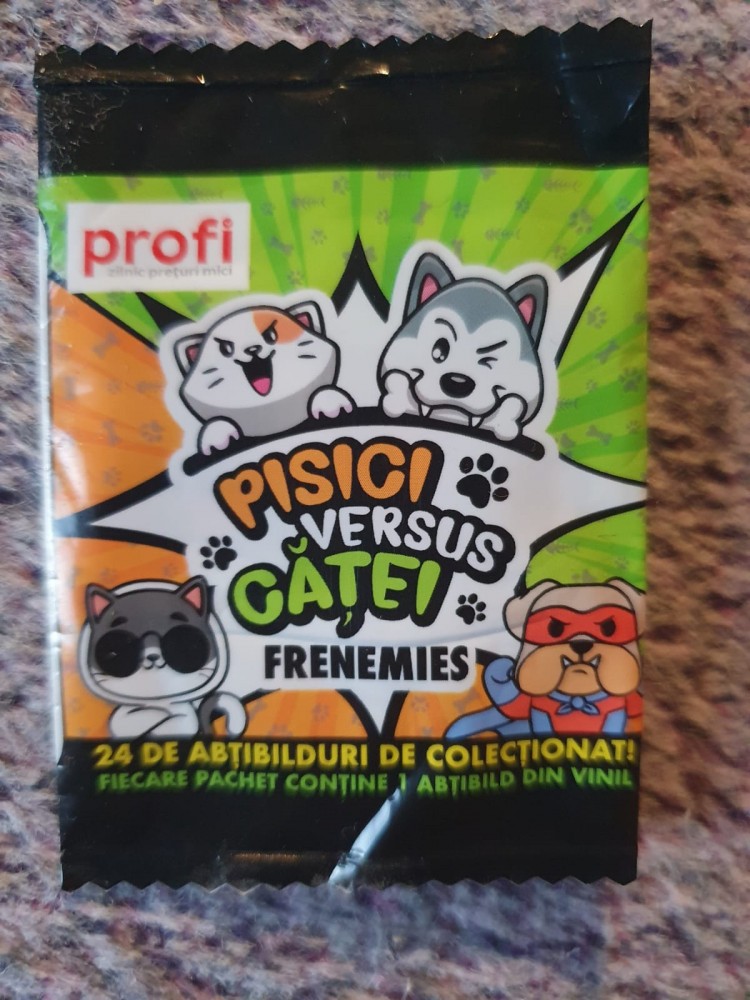 profi
zilnic prețuri mici
PISICI
VERSUS
CĂȚEI
FRENEMIES
24 DE ABȚIBILDURI DE COLECȚIONAT!
FIECARE PACHET CONȚINE 1 ABȚIBILD DIN VINIL